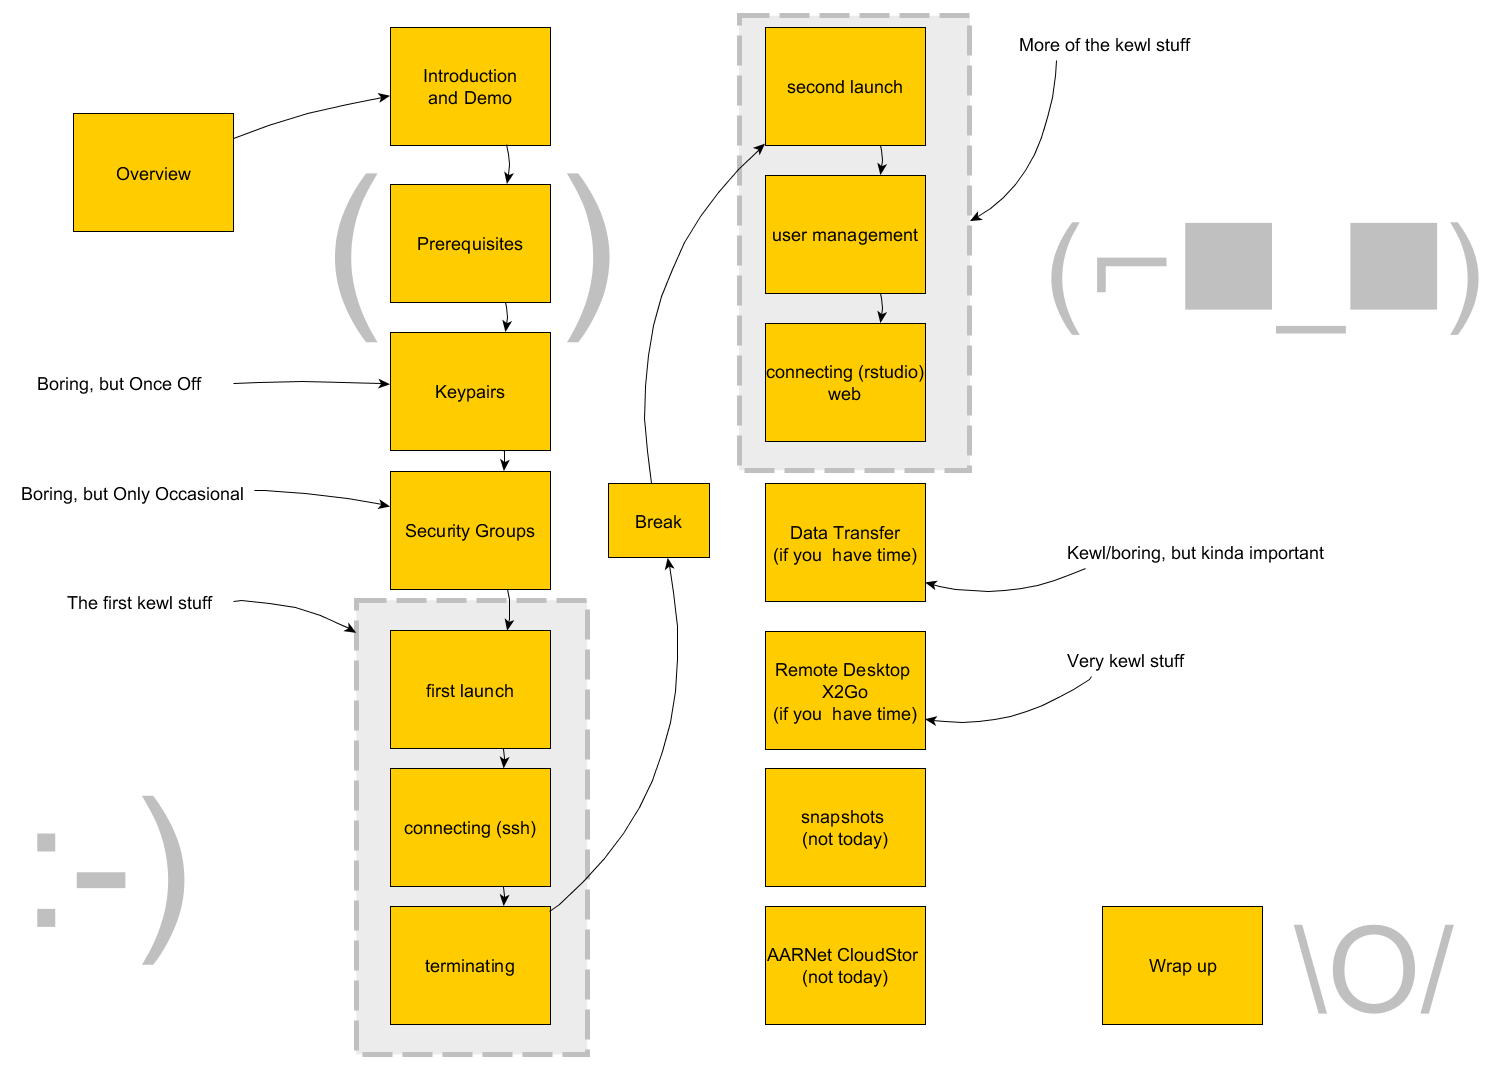 Overview
Introduction
and Demo
(
Prerequisites
)
Boring, but Once Off
Keypairs
Boring, but Only Occasional
Security Groups
The first kewl stuff
first launch
connecting (ssh)
terminating
:-)
Break
second launch
user management
connecting (rstudio)
web
More of the kewl stuff
(⌐■_■)
Data Transfer
(if you  have time)
Kewl/boring, but kinda important
Remote Desktop
X2Go
(if you  have time)
Very kewl stuff
snapshots
(not today)
AARNet CloudStor
(not today)
Wrap up
\O/